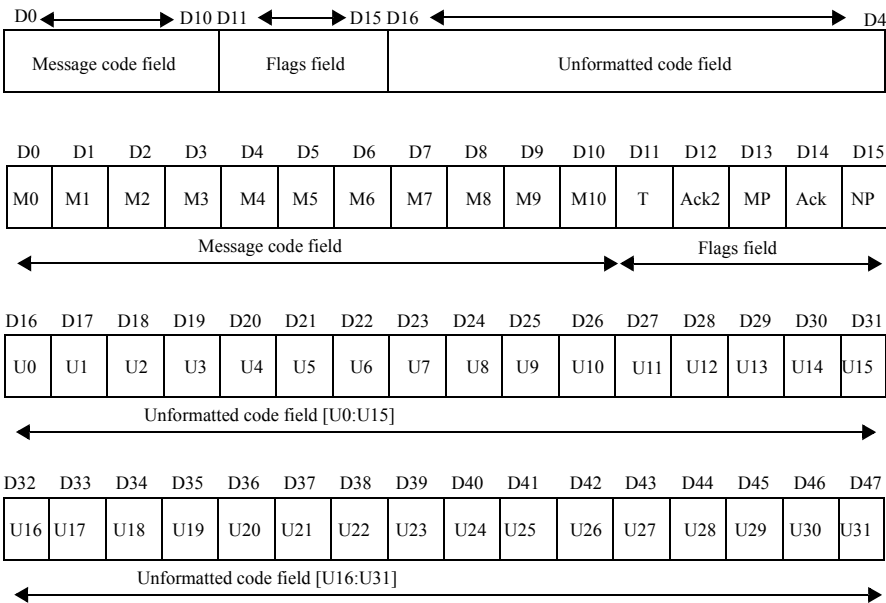 D0 D10 D11 D15 D16 D4
Message code field Flags field Unformatted code field
D0 D1 D2 D3 D4 D5 D6 D7 D8 D9 D10 D11 D12 D13 D14 D15
M0 M1 M2 M3 M4 M5 M6 M7 M8 M9 M10 T Ack2 MP Ack NP
Message code field Flags field
D16 D17 D18 D19 D20 D21 D22 D23 D24 D25 D26 D27 D28 D29 D30 D31
U0 U1 U2 U3 U4 U5 U6 U7 U8 U9 U10 U11 U12 U13 U14 U15
Unformatted code field [U0:U15]
D32 D33 D34 D35 D36 D37 D38 D39 D40 D41 D42 D43 D44 D45 D46 D47
U16 U17 U18 U19 U20 U21 U22 U23 U24 U25 U26 U27 U28 U29 U30 U31
Unformatted code field [U16:U31]